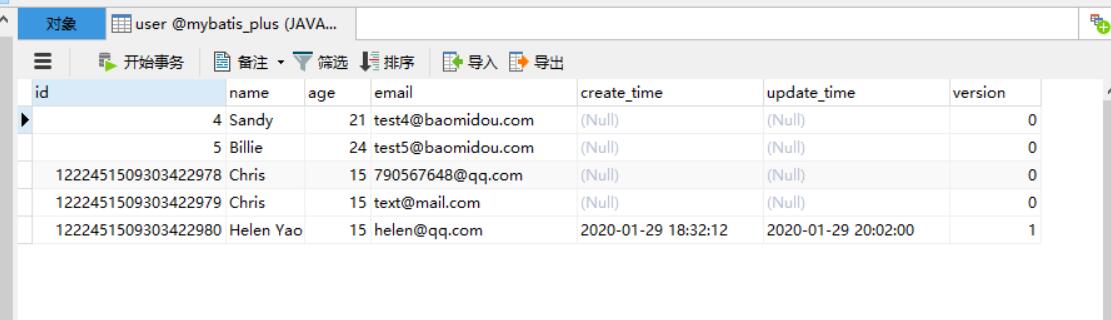 对象 user @mybatis_plus (JAVA...
开始事务 备注 筛选 排序 导入 导出
id name age email create_time update_time version
4 Sandy 21 test4@baomidou.com (Null) (Null) 0
5 Billie 24 test5@baomidou.com (Null) (Null) 0
1222451509303422978 Chris 15 790567648@qq.com (Null) (Null) 0
1222451509303422979 Chris 15 text@mail.com (Null) (Null) 0
1222451509303422980 Helen Yao 15 helen@qq.com 2020-01-29 18:32:12 2020-01-29 20:02:00 1